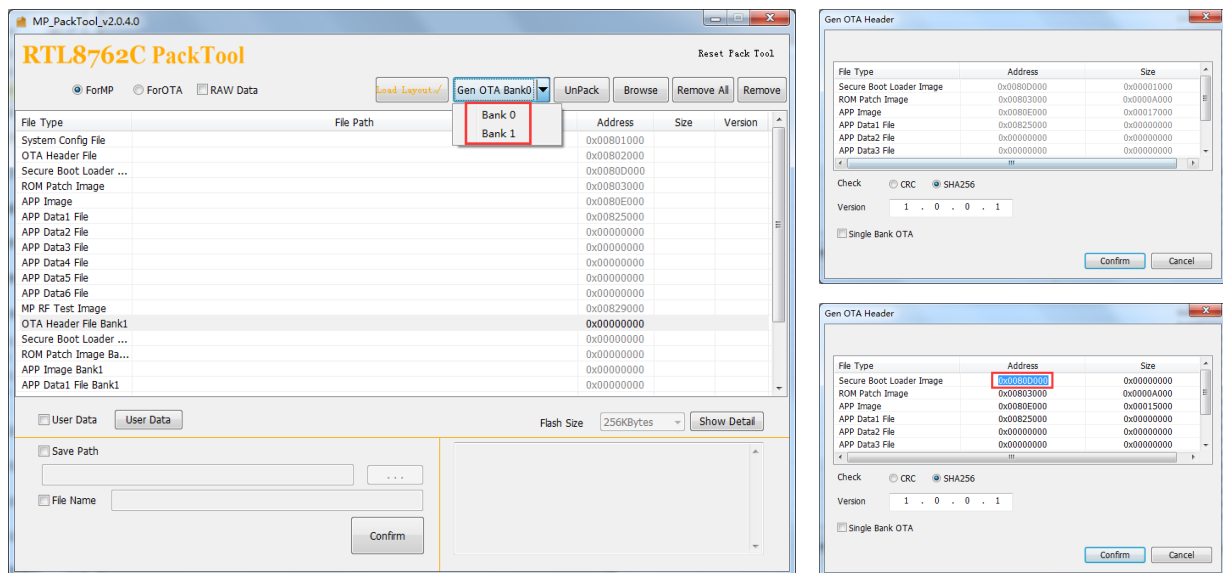 MP_PackTool_v2.0.4.0
RTL8762C PackTool
Reset Pack Tool
ForMP ForOTA RAW Data Load Layout✓ Gen OTA Bank0 UnPack Browse Remove All Remove
Bank 0
Bank 1
File Type File Path Address Size Version
System Config File 0x00801000
OTA Header File 0x00802000
Secure Boot Loader ... 0x0080D000
ROM Patch Image 0x00803000
APP Image 0x0080E000
APP Data1 File 0x00825000
APP Data2 File 0x00000000
APP Data3 File 0x00000000
APP Data4 File 0x00000000
APP Data5 File 0x00000000
APP Data6 File 0x00000000
MP RF Test Image 0x00829000
OTA Header File Bank1 0x00000000
Secure Boot Loader ... 0x00000000
ROM Patch Image Ba... 0x00000000
APP Image Bank1 0x00000000
APP Data1 File Bank1 0x00000000
User Data User Data Flash Size 256KBytes Show Detail
Save Path
...
File Name
Confirm
Gen OTA Header
File Type Address Size
Secure Boot Loader Image 0x0080D000 0x00001000
ROM Patch Image 0x00803000 0x0000A000
APP Image 0x0080E000 0x00017000
APP Data1 File 0x00825000 0x00000000
APP Data2 File 0x00000000 0x00000000
APP Data3 File 0x00000000 0x00000000
Check CRC SHA256
Version 1 . 0 . 0 . 1
Single Bank OTA
Confirm Cancel
Gen OTA Header
File Type Address Size
Secure Boot Loader Image 0x0080D000 0x00000000
ROM Patch Image 0x00803000 0x0000A000
APP Image 0x0080E000 0x00015000
APP Data1 File 0x00825000 0x00000000
APP Data2 File 0x00000000 0x00000000
APP Data3 File 0x00000000 0x00000000
Check CRC SHA256
Version 1 . 0 . 0 . 1
Single Bank OTA
Confirm Cancel